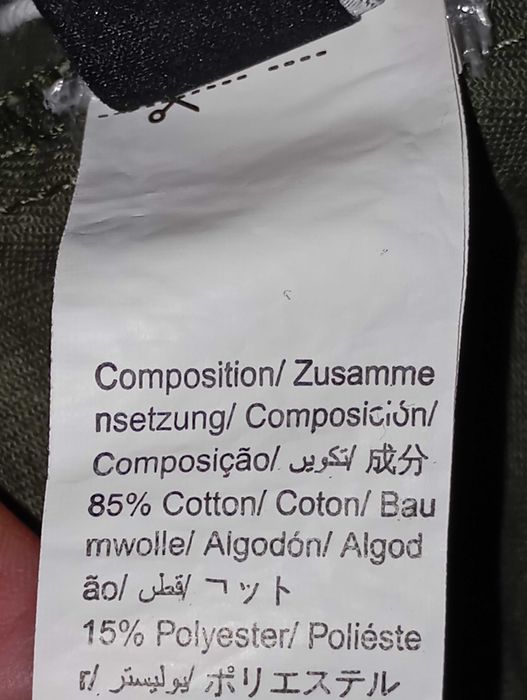 Composition/ Zusamme
nsetzung/ Composición/
Composição/ تكوين/ 成分
85% Cotton/ Coton/ Bau
mwolle/ Algodón/ Algod
ão/ قطن/ コット
15% Polyester/ Poliéste
r/ بوليستر/ ポリエステル